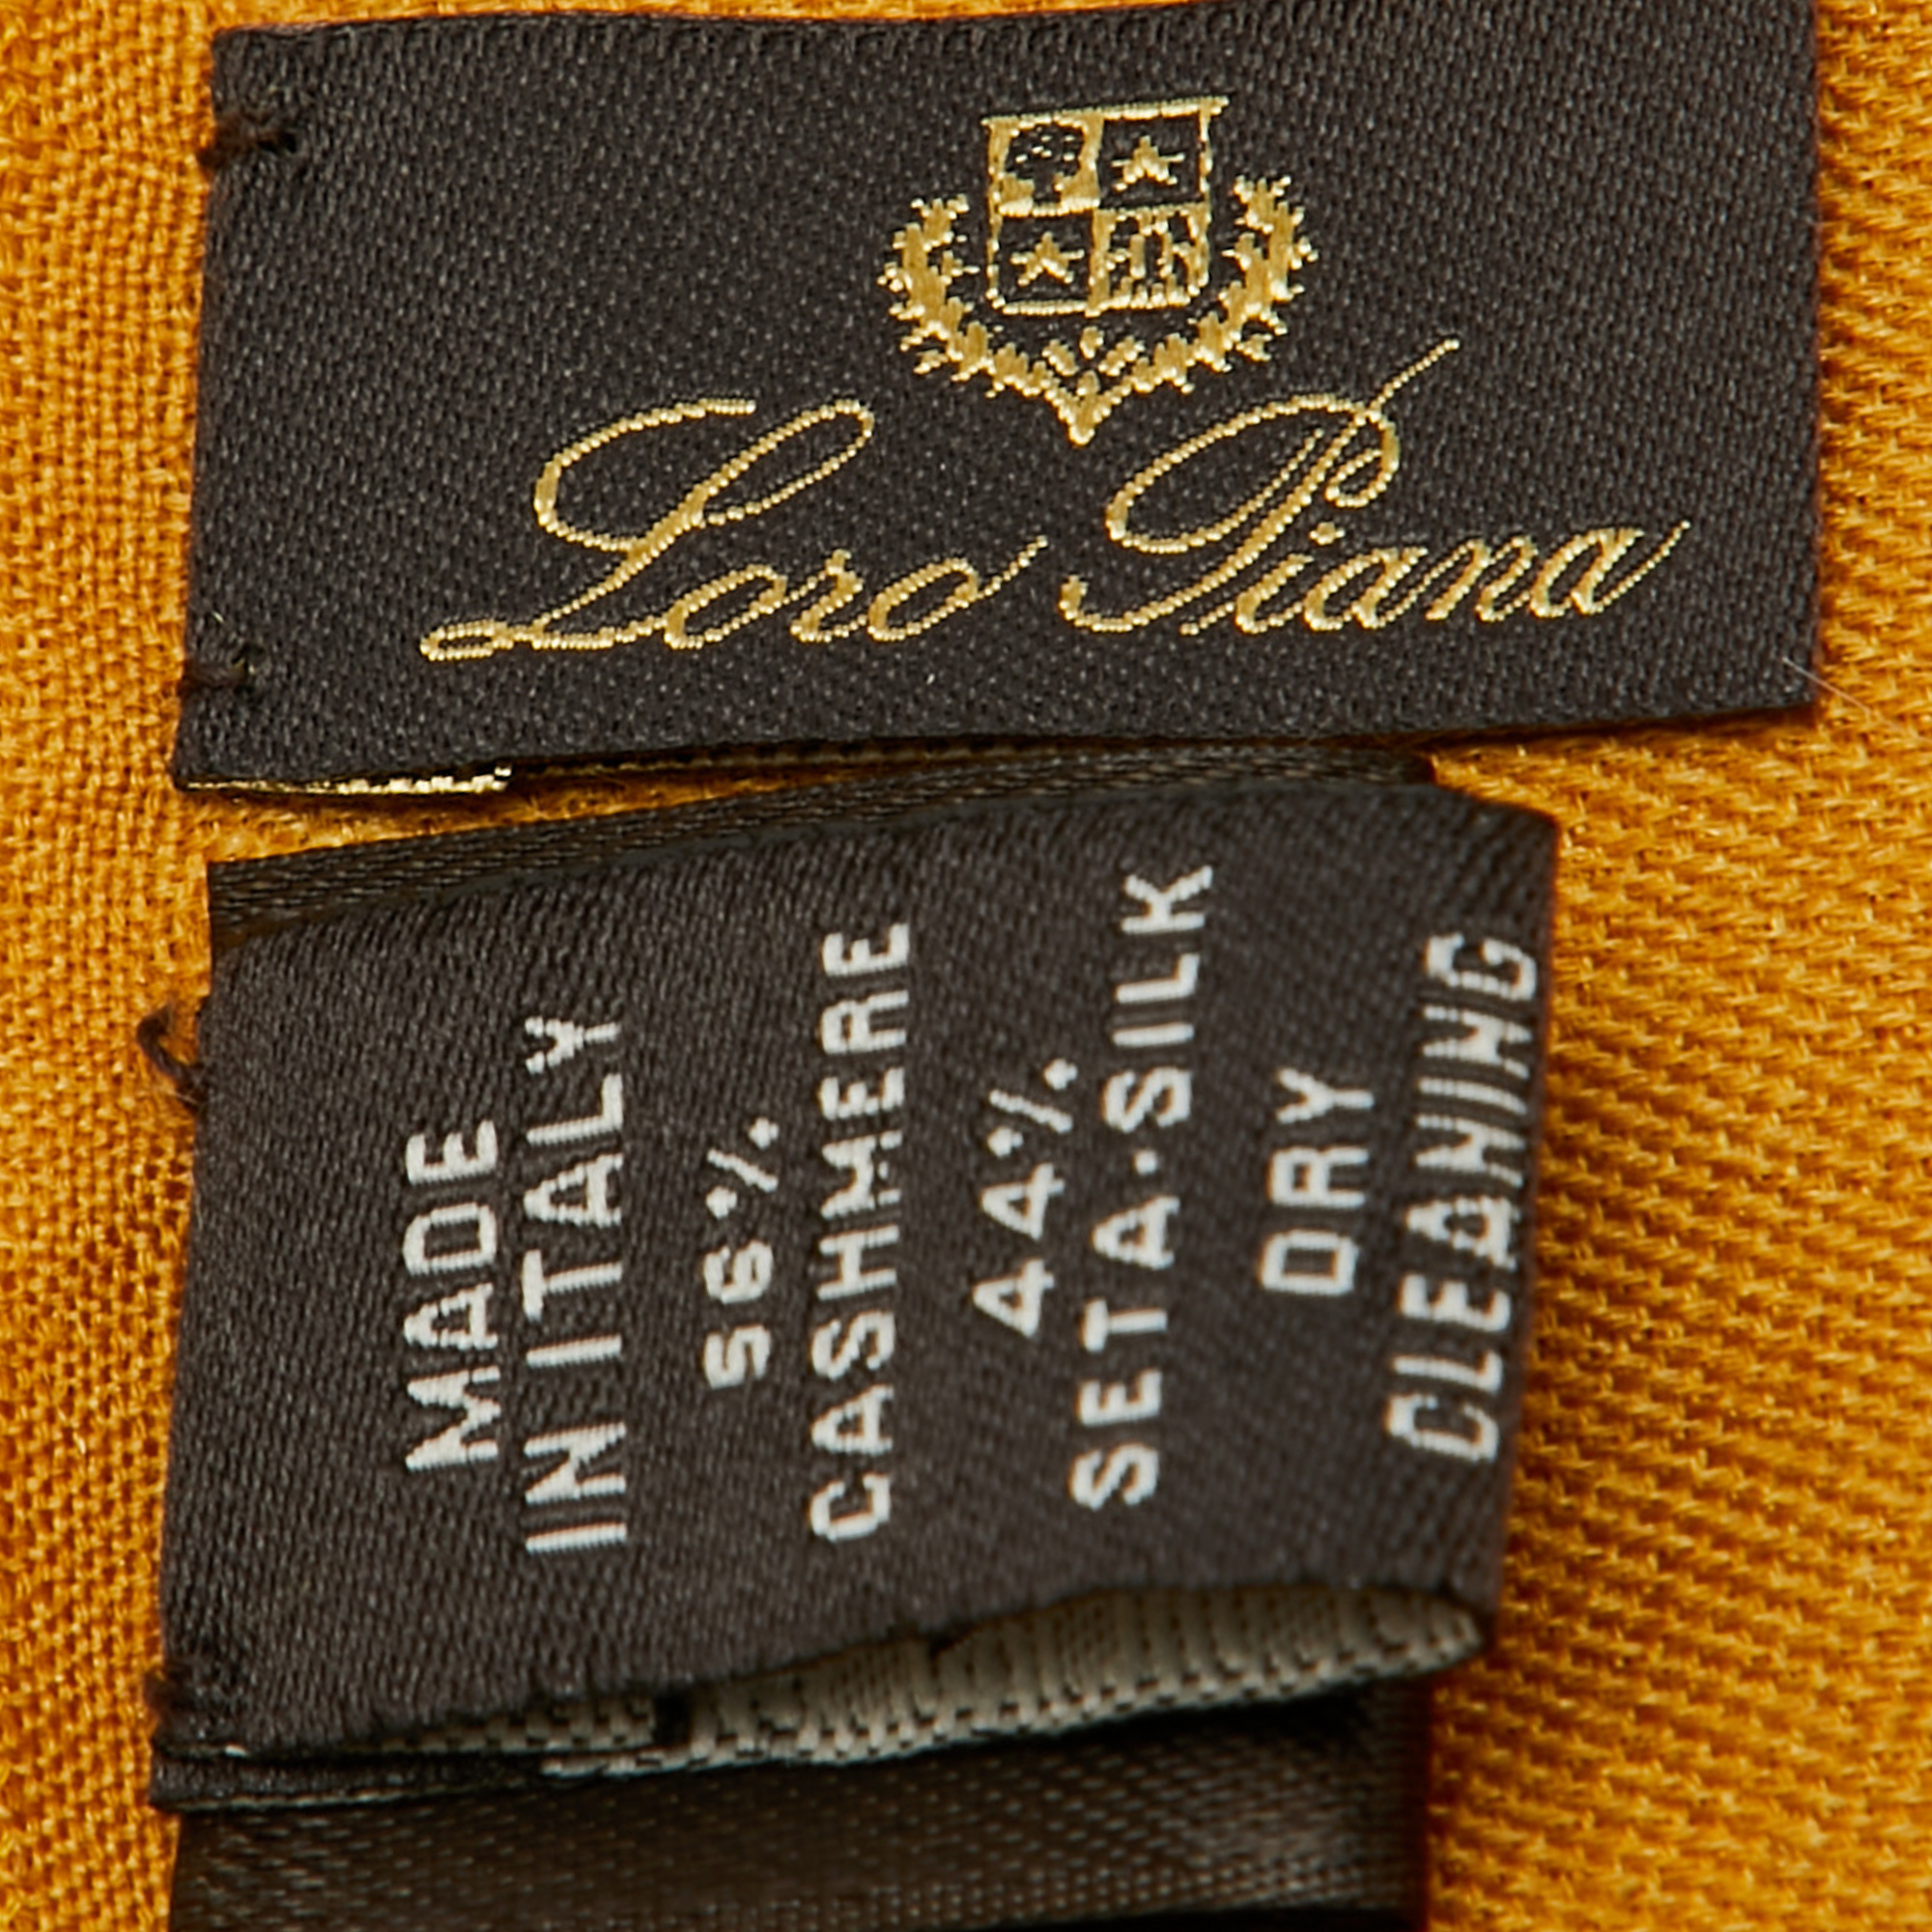 Loro Piana
MADE
IN ITALY
56%
CASHMERE
44%
SETA·SILK
DRY
CLEANING